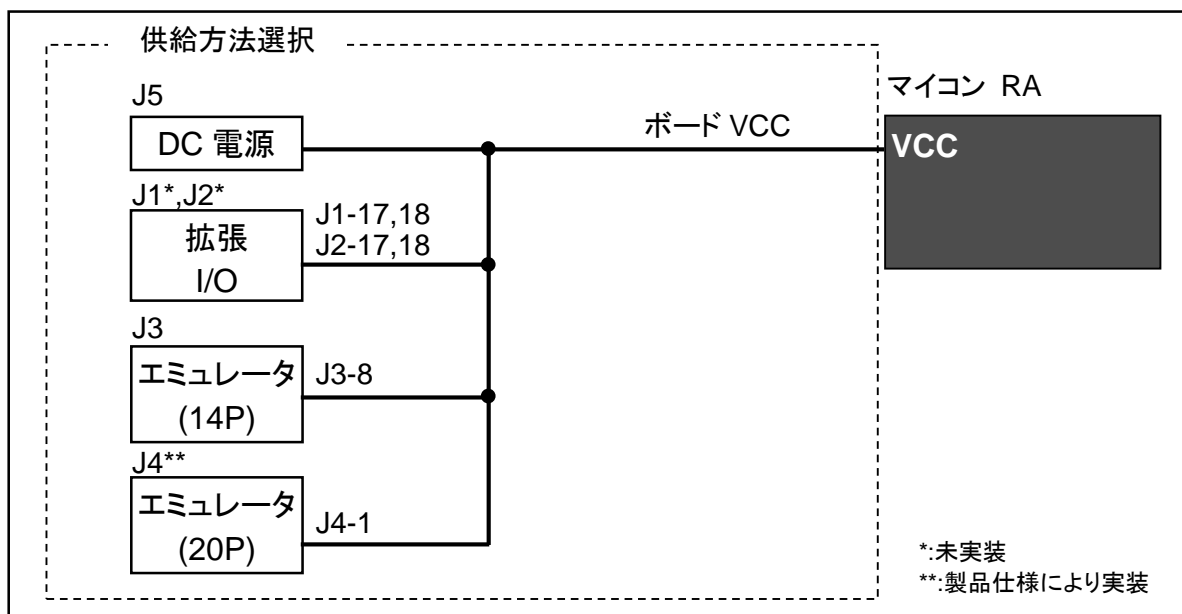 供給方法選択
J5
DC 電源
J1*,J2*
拡張
I/O
J1-17,18
J2-17,18
J3
エミュレータ
(14P)
J3-8
J4**
エミュレータ
(20P)
J4-1
ボード VCC
マイコン RA
VCC
*:未実装
**:製品仕様により実装